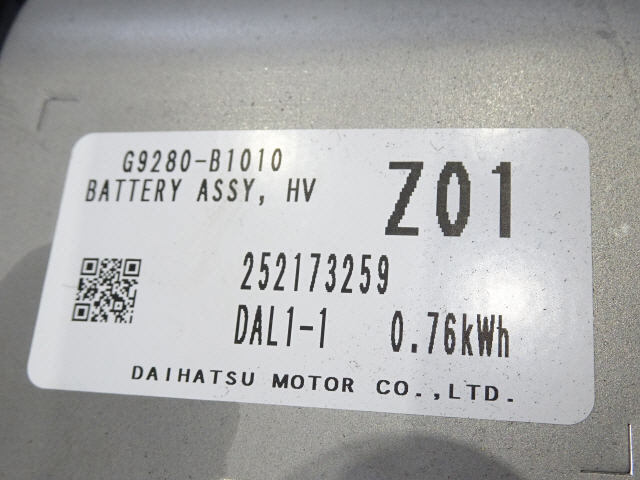 G9280-B1010
BATTERY ASSY, HV
Z01
252173259
DAL1-1 0.76kWh
DAIHATSU MOTOR CO.,LTD.